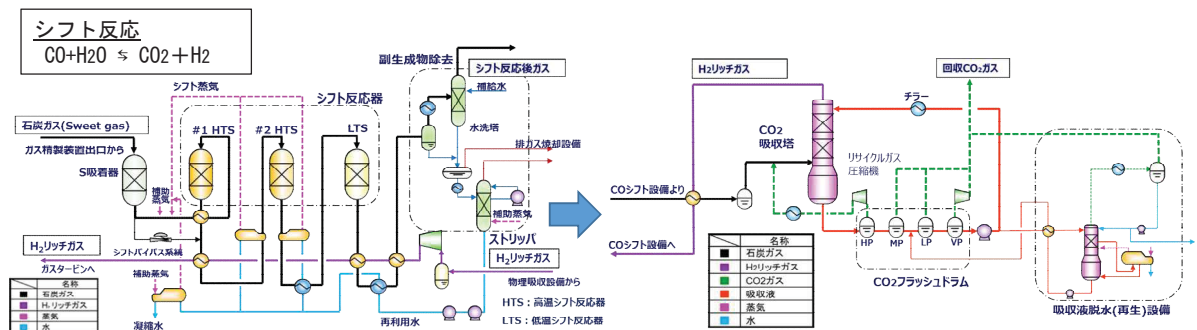 シフト反応
CO+H2O ⇆ CO2+H2
シフト蒸気
シフト反応器
#1 HTS
#2 HTS
LTS
石炭ガス(Sweet gas)
ガス精製装置出口から
S吸着器
補助
蒸気
シフトバイパス系統
H2リッチガス
ガスタービンへ
補助蒸気
凝縮水
名称
石炭ガス
H2リッチガス
蒸気
水
副生成物除去
シフト反応後ガス
補給水
水洗塔
排ガス焼却設備
補助蒸気
ストリッパ
H2リッチガス
物理吸収設備から
再利用水
HTS：高温シフト反応器
LTS：低温シフト反応器
H2リッチガス
回収CO2ガス
チラー
CO2
吸収塔
リサイクルガス
圧縮機
COシフト設備より
COシフト設備へ
HP
MP
LP
VP
CO2フラッシュドラム
名称
石炭ガス
H2リッチガス
CO2ガス
吸収液
蒸気
水
吸収液脱水(再生)設備